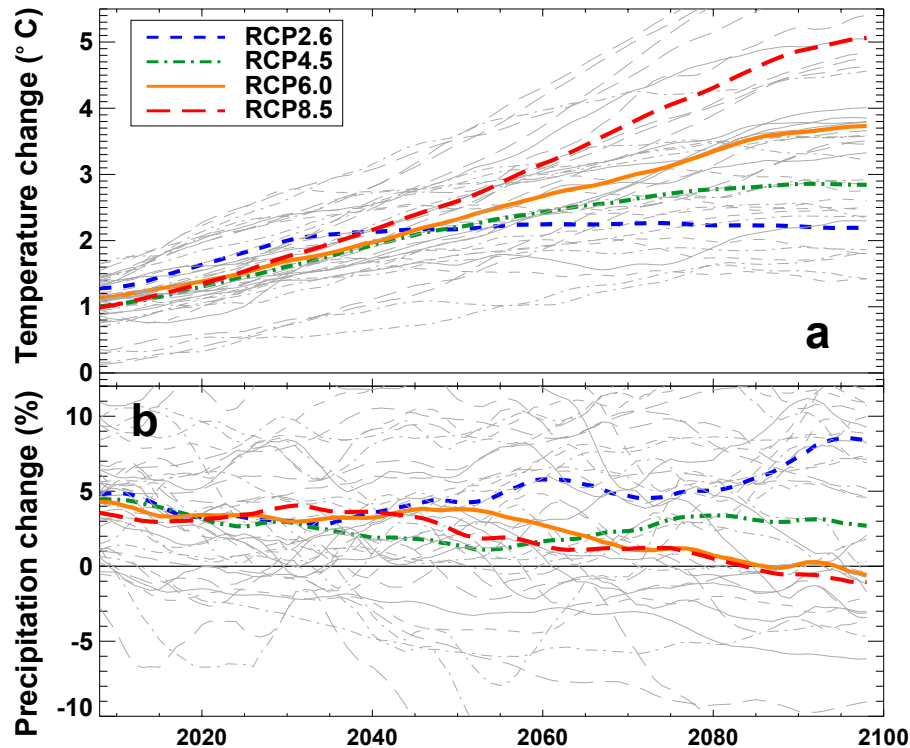 Temperature change (° C)
5
4
3
2
1
0
RCP2.6
RCP4.5
RCP6.0
RCP8.5
a
Precipitation change (%)
10
5
0
-5
-10
b
2020 2040 2060 2080 2100